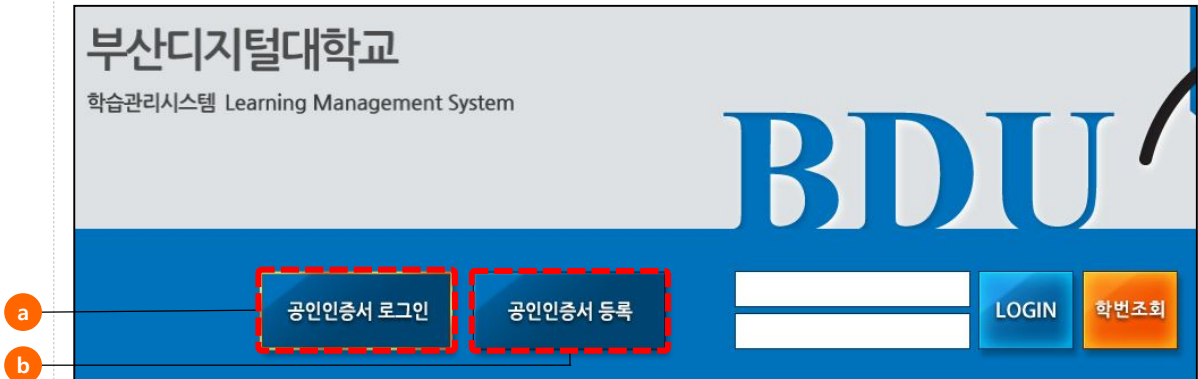 부산디지털대학교
학습관리시스템 Learning Management System
BDU
a
공인인증서 로그인
공인인증서 등록
LOGIN
학번조회
b